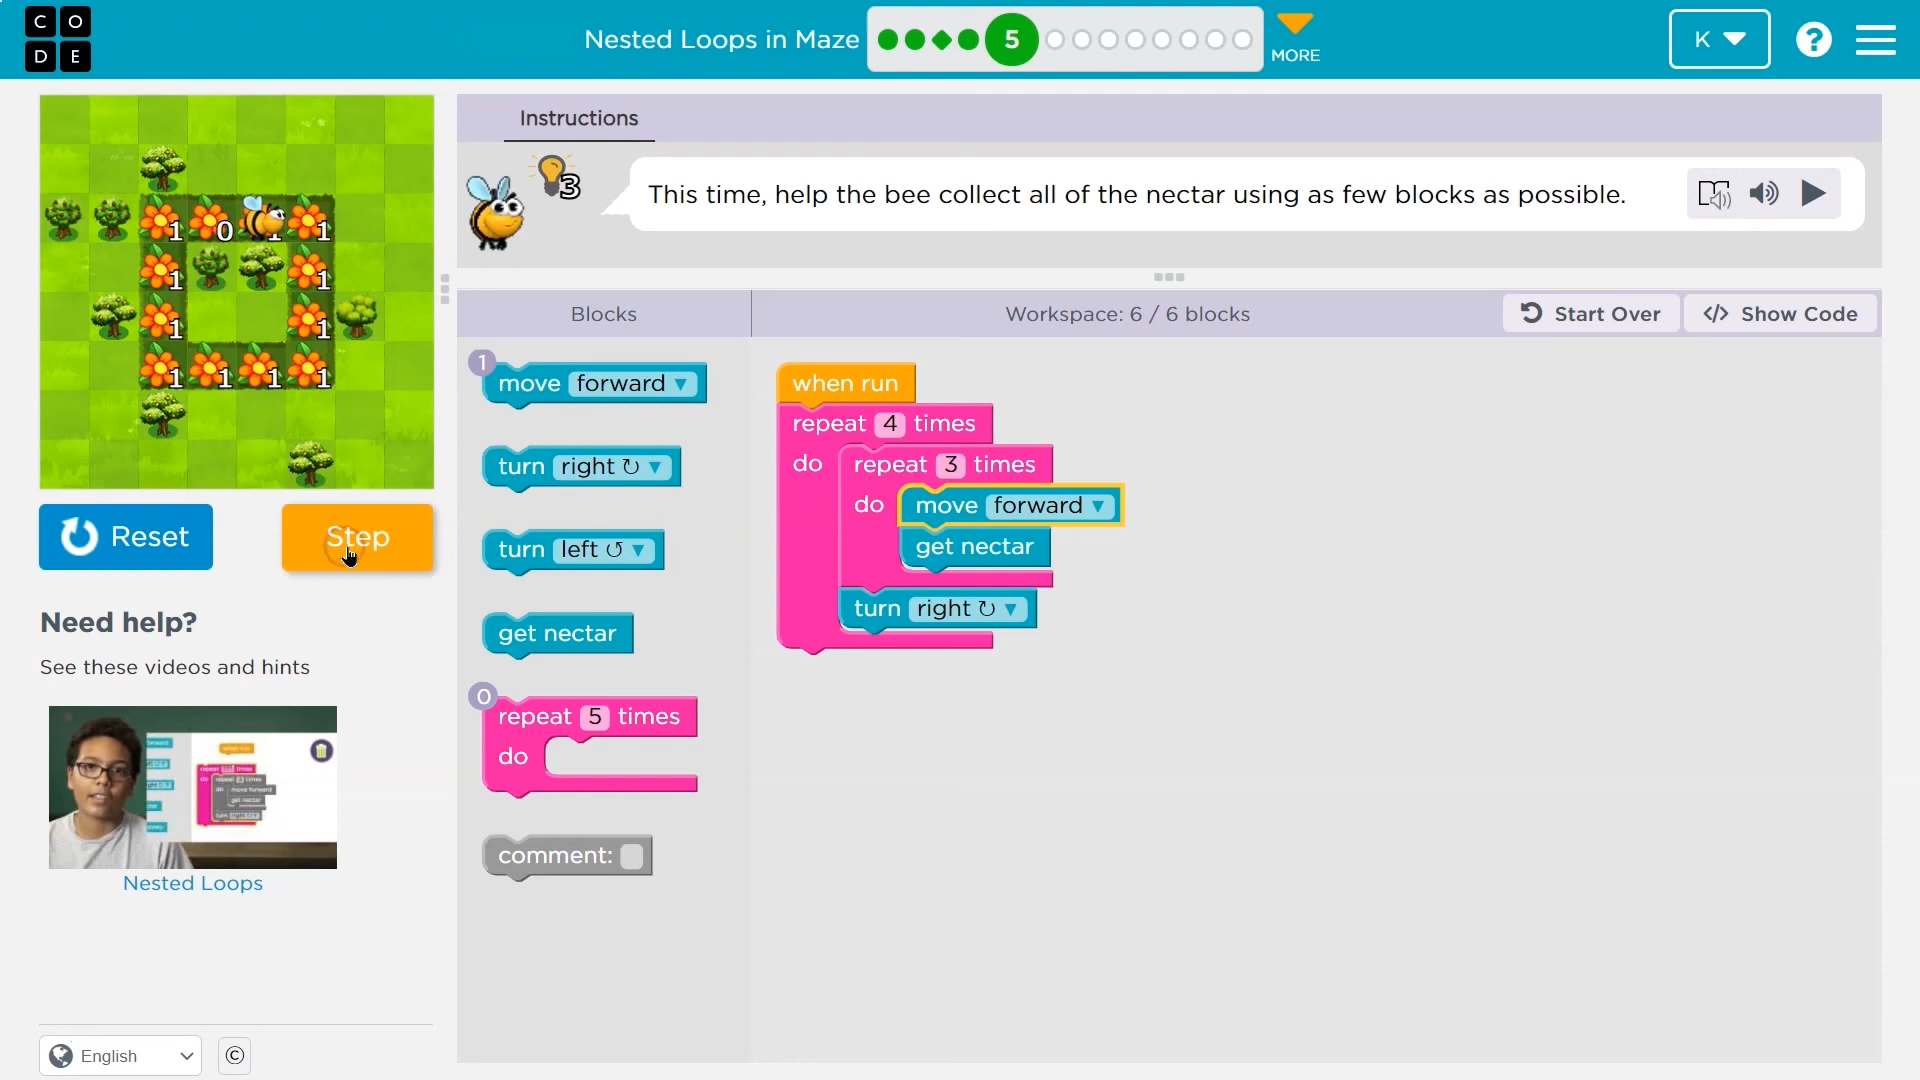 C O
D E
Nested Loops in Maze
5
MORE
K
?
Instructions
3
This time, help the bee collect all of the nectar using as few blocks as possible.
1 0 1 1
1 1
1 1
1 1 1 1
Blocks
Workspace: 6 / 6 blocks
Start Over
</> Show Code
1
move forward
turn right
turn left
get nectar
0
repeat 5 times
do
comment:
when run
repeat 4 times
do repeat 3 times
do move forward
get nectar
turn right
Reset
Step
Need help?
See these videos and hints
Nested Loops
English
©